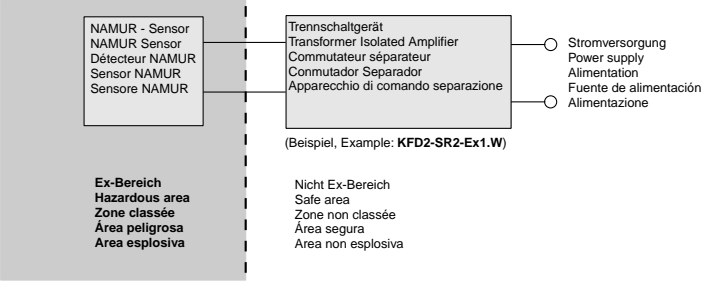 NAMUR - Sensor
NAMUR Sensor
Détecteur NAMUR
Sensor NAMUR
Sensore NAMUR
Trennschaltgerät
Transformer Isolated Amplifier
Commutateur séparateur
Conmutador Separador
Apparecchio di comando separazione
Stromversorgung
Power supply
Alimentation
Fuente de alimentación
Alimentazione
(Beispiel, Example: KFD2-SR2-Ex1.W)
Ex-Bereich
Hazardous area
Zone classée
Área peligrosa
Area esplosiva
Nicht Ex-Bereich
Safe area
Zone non classée
Área segura
Area non esplosiva